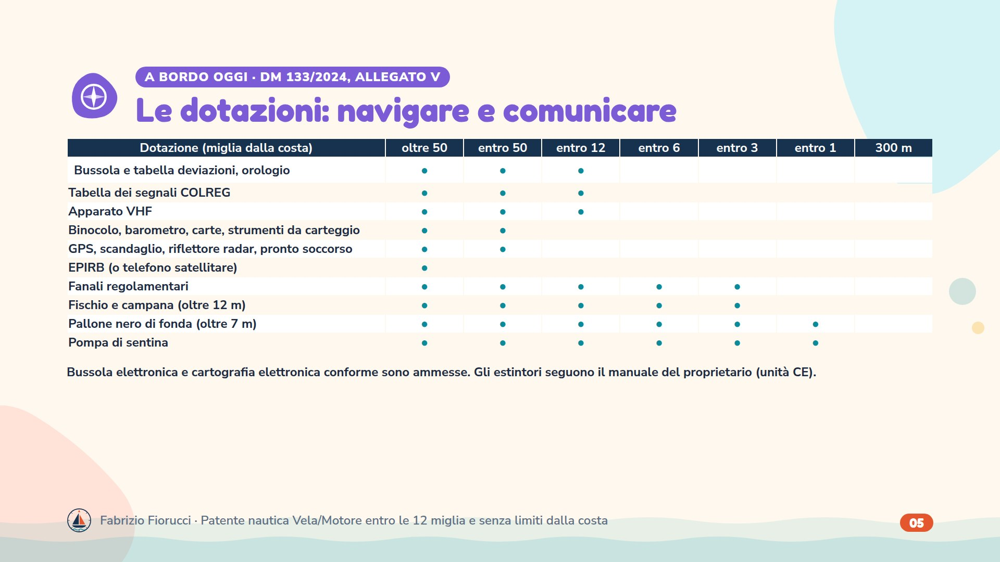 A BORDO OGGI · DM 133/2024, ALLEGATO V
Le dotazioni: navigare e comunicare
Dotazione (miglia dalla costa) oltre 50 entro 50 entro 12 entro 6 entro 3 entro 1 300 m
Bussola e tabella deviazioni, orologio ● ● ●
Tabella dei segnali COLREG ● ● ●
Apparato VHF ● ● ●
Binocolo, barometro, carte, strumenti da carteggio ● ●
GPS, scandaglio, riflettore radar, pronto soccorso ● ●
EPIRB (o telefono satellitare) ●
Fanali regolamentari ● ● ● ● ●
Fischio e campana (oltre 12 m) ● ● ● ● ●
Pallone nero di fonda (oltre 7 m) ● ● ● ● ● ●
Pompa di sentina ● ● ● ● ● ●
Bussola elettronica e cartografia elettronica conforme sono ammesse. Gli estintori seguono il manuale del proprietario (unità CE).
Fabrizio Fiorucci · Patente nautica Vela/Motore entro le 12 miglia e senza limiti dalla costa
05